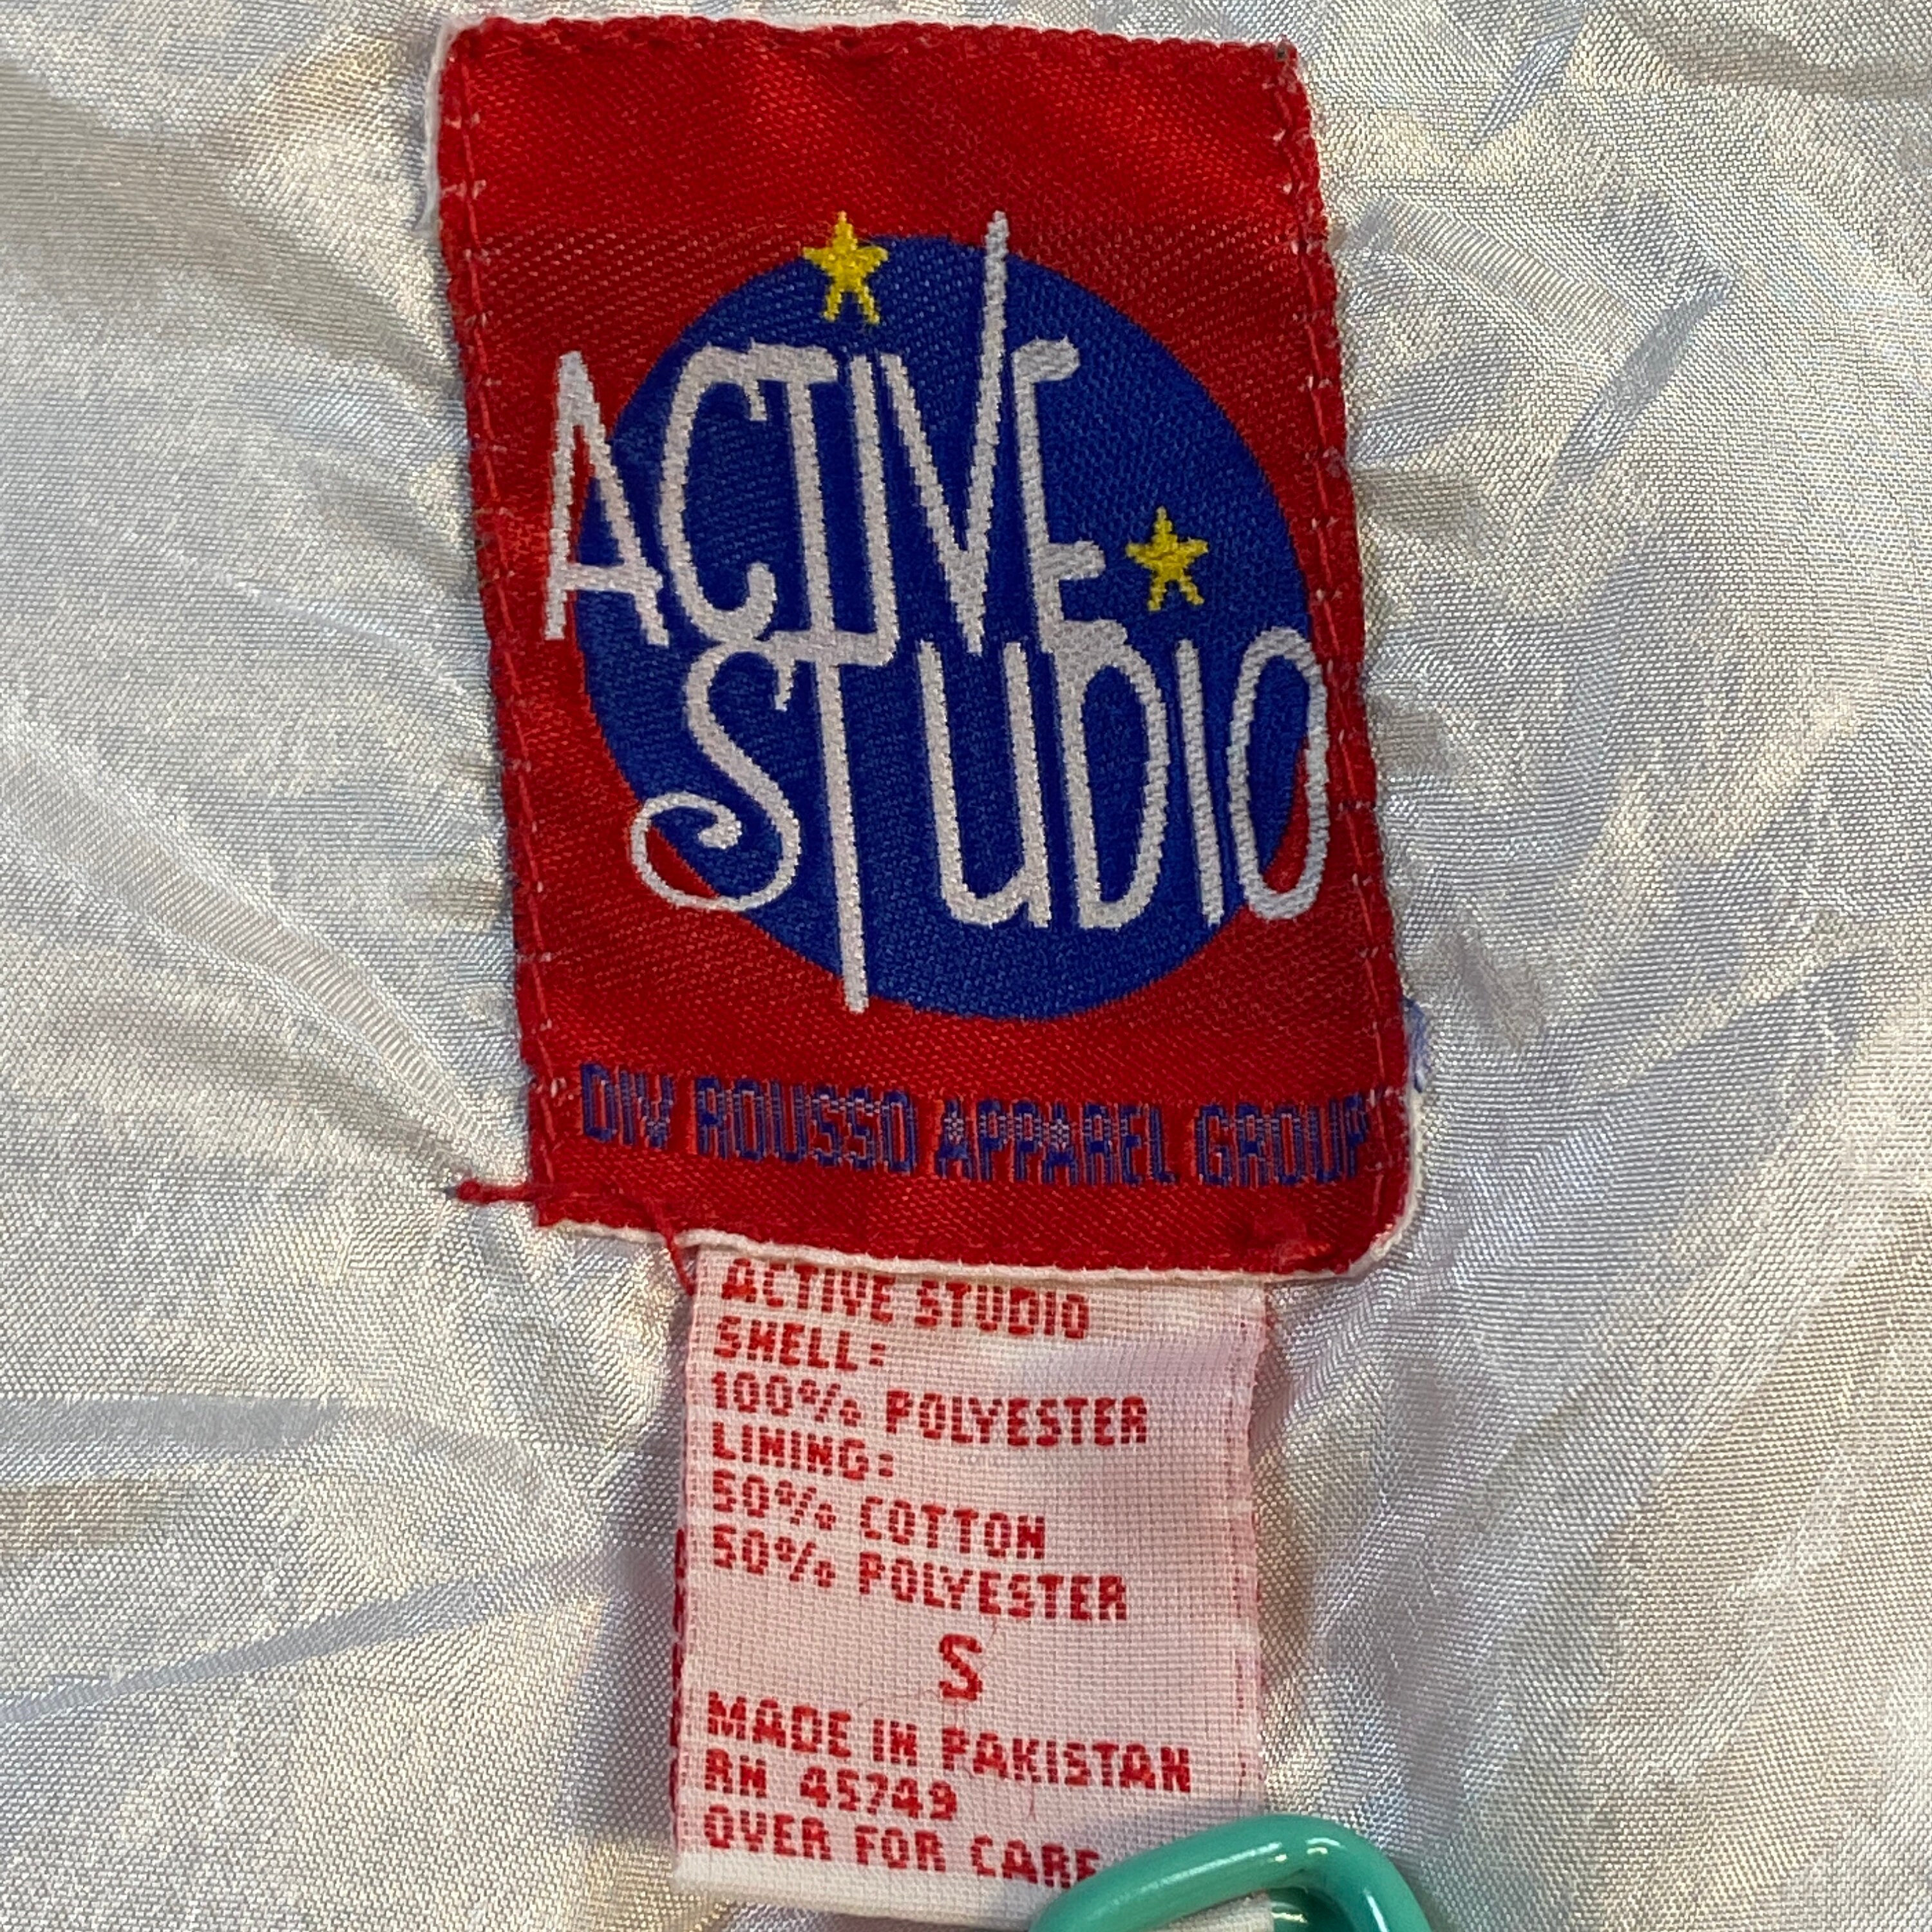 ACTIVE
STUDIO
DIV ROUSSO APPAREL GROUP
ACTIVE STUDIO
SHELL:
100% POLYESTER
LINING:
50% COTTON
50% POLYESTER
S
MADE IN PAKISTAN
RN 45749
OVER FOR CARE